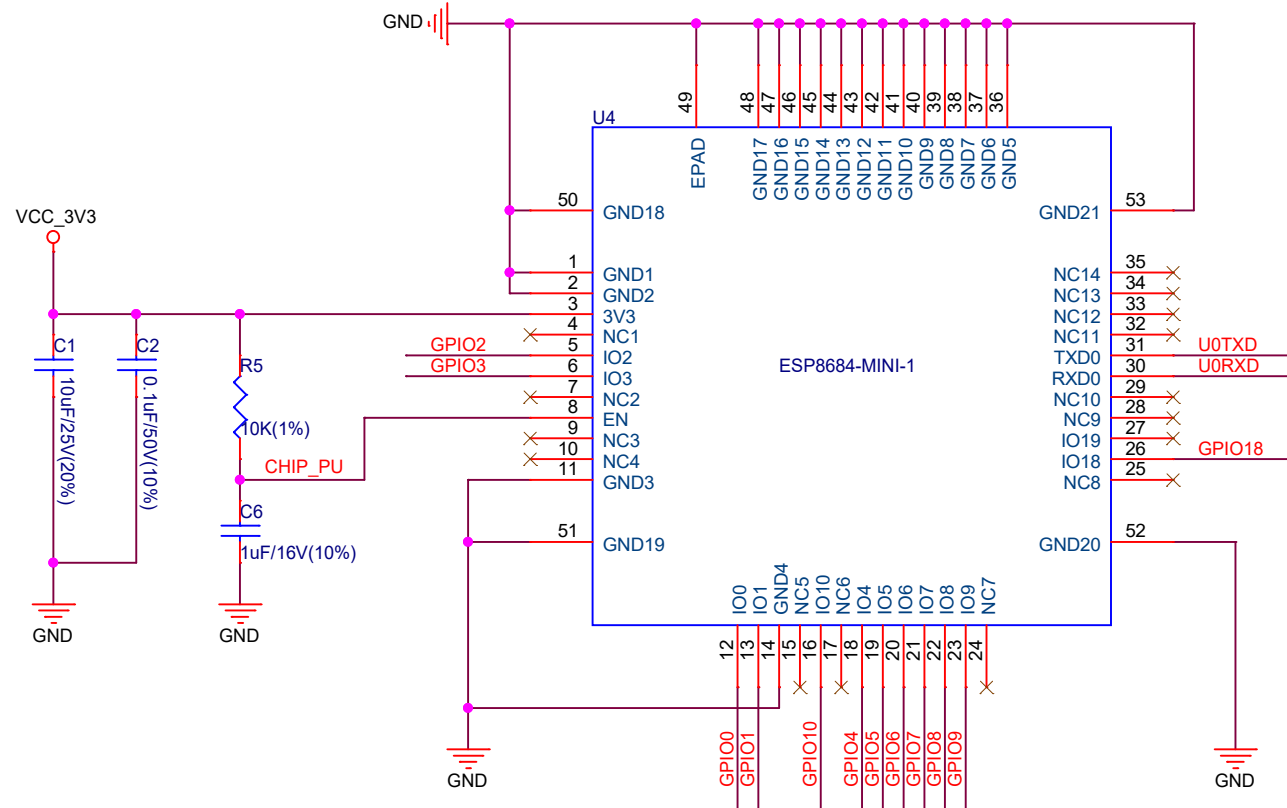 GND
49
48
47
46
45
44
43
42
41
40
39
38
37
36
U4
EPAD
GND17
GND16
GND15
GND14
GND13
GND12
GND11
GND10
GND9
GND8
GND7
GND6
GND5
VCC_3V3
50 GND18
GND21 53
1 GND1
2 GND2
3 3V3
4 NC1
GPIO2 5 IO2
GPIO3 6 IO3
7 NC2
8 EN
9 NC3
10 NC4
11 GND3
51 GND19
ESP8684-MINI-1
NC14 35
NC13 34
NC12 33
NC11 32
TXD0 31 U0TXD
RXD0 30 U0RXD
NC10 29
NC9 28
IO19 27
IO18 26 GPIO18
NC8 25
GND20 52
C1
10uF/25V(20%)
C2
0.1uF/50V(10%)
R5
10K(1%)
CHIP_PU
C6
1uF/16V(10%)
GND
GND
IO0
IO1
GND4
NC5
IO10
NC6
IO4
IO5
IO6
IO7
IO8
IO9
NC7
12
13
14
15
16
17
18
19
20
21
22
23
24
GPIO0
GPIO1
GPIO10
GPIO4
GPIO5
GPIO6
GPIO7
GPIO8
GPIO9
GND
GND